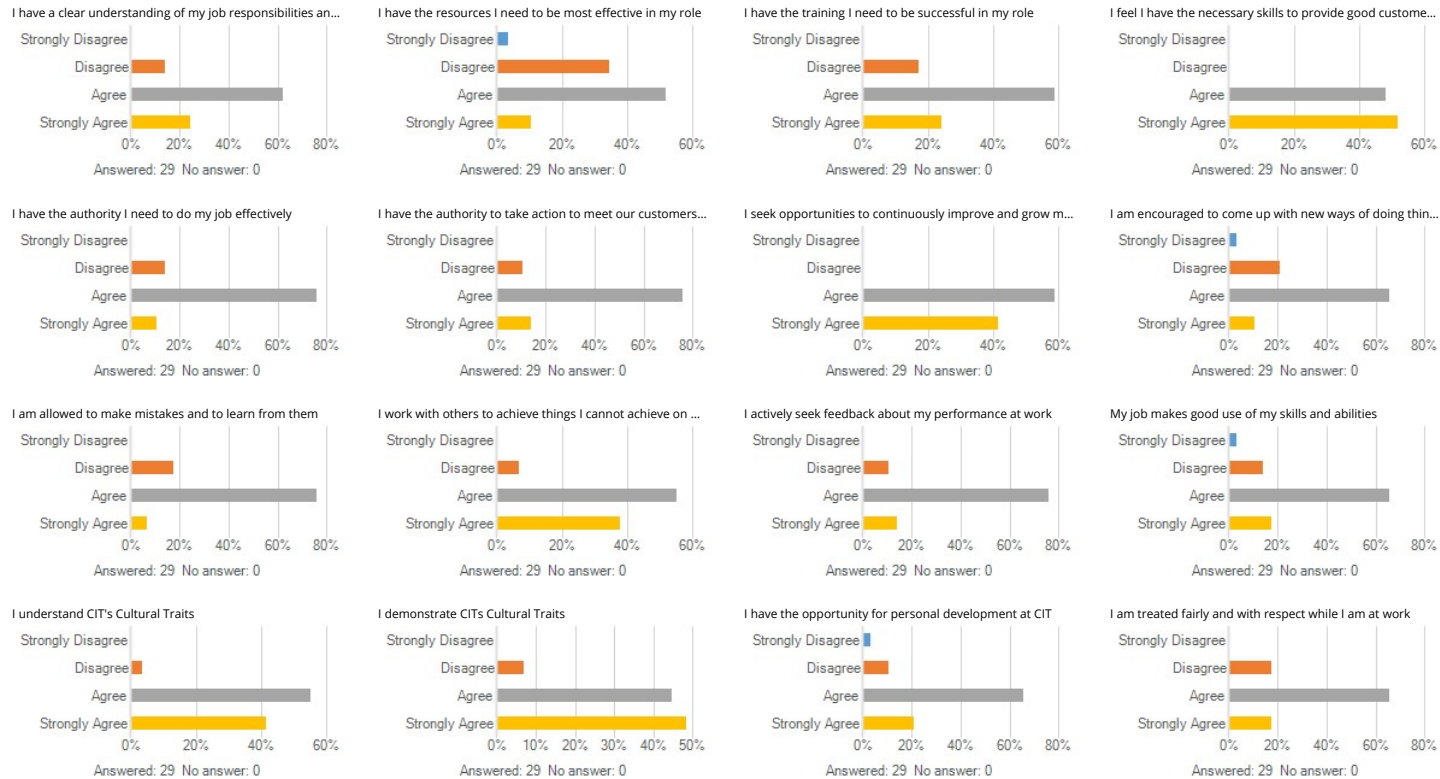 I have a clear understanding of my job responsibilities an...
Strongly Disagree
Disagree
Agree
Strongly Agree
0% 20% 40% 60% 80%
Answered: 29 No answer: 0
I have the resources I need to be most effective in my role
Strongly Disagree
Disagree
Agree
Strongly Agree
0% 20% 40% 60%
Answered: 29 No answer: 0
I have the training I need to be successful in my role
Strongly Disagree
Disagree
Agree
Strongly Agree
0% 20% 40% 60%
Answered: 29 No answer: 0
I feel I have the necessary skills to provide good custome...
Strongly Disagree
Disagree
Agree
Strongly Agree
0% 20% 40% 60%
Answered: 29 No answer: 0
I have the authority I need to do my job effectively
Strongly Disagree
Disagree
Agree
Strongly Agree
0% 20% 40% 60% 80%
Answered: 29 No answer: 0
I have the authority to take action to meet our customers...
Strongly Disagree
Disagree
Agree
Strongly Agree
0% 20% 40% 60% 80%
Answered: 29 No answer: 0
I seek opportunities to continuously improve and grow m...
Strongly Disagree
Disagree
Agree
Strongly Agree
0% 20% 40% 60%
Answered: 29 No answer: 0
I am encouraged to come up with new ways of doing thin...
Strongly Disagree
Disagree
Agree
Strongly Agree
0% 20% 40% 60% 80%
Answered: 29 No answer: 0
I am allowed to make mistakes and to learn from them
Strongly Disagree
Disagree
Agree
Strongly Agree
0% 20% 40% 60% 80%
Answered: 29 No answer: 0
I work with others to achieve things I cannot achieve on ...
Strongly Disagree
Disagree
Agree
Strongly Agree
0% 20% 40% 60%
Answered: 29 No answer: 0
I actively seek feedback about my performance at work
Strongly Disagree
Disagree
Agree
Strongly Agree
0% 20% 40% 60% 80%
Answered: 29 No answer: 0
My job makes good use of my skills and abilities
Strongly Disagree
Disagree
Agree
Strongly Agree
0% 20% 40% 60% 80%
Answered: 29 No answer: 0
I understand CIT's Cultural Traits
Strongly Disagree
Disagree
Agree
Strongly Agree
0% 20% 40% 60%
Answered: 29 No answer: 0
I demonstrate CITs Cultural Traits
Strongly Disagree
Disagree
Agree
Strongly Agree
0% 10% 20% 30% 40% 50%
Answered: 29 No answer: 0
I have the opportunity for personal development at CIT
Strongly Disagree
Disagree
Agree
Strongly Agree
0% 20% 40% 60% 80%
Answered: 29 No answer: 0
I am treated fairly and with respect while I am at work
Strongly Disagree
Disagree
Agree
Strongly Agree
0% 20% 40% 60% 80%
Answered: 29 No answer: 0